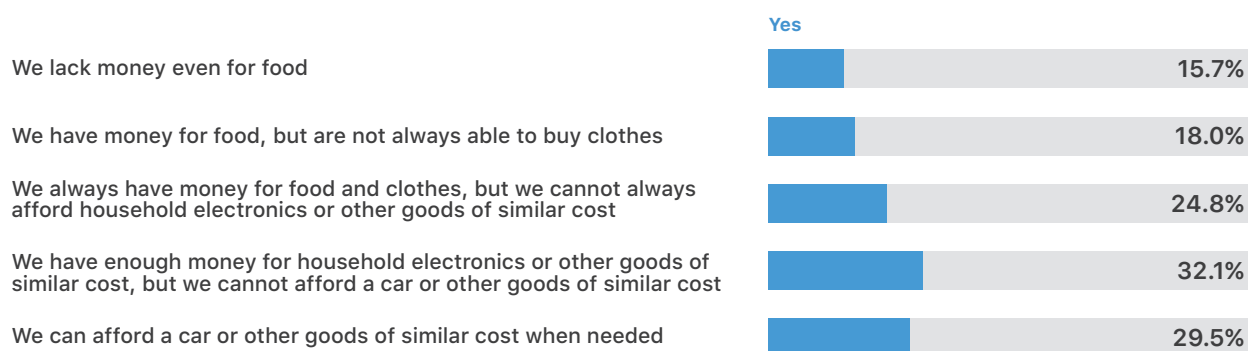 Yes
We lack money even for food
15.7%
We have money for food, but are not always able to buy clothes
18.0%
We always have money for food and clothes, but we cannot always
afford household electronics or other goods of similar cost
24.8%
We have enough money for household electronics or other goods of
similar cost, but we cannot afford a car or other goods of similar cost
32.1%
We can afford a car or other goods of similar cost when needed
29.5%